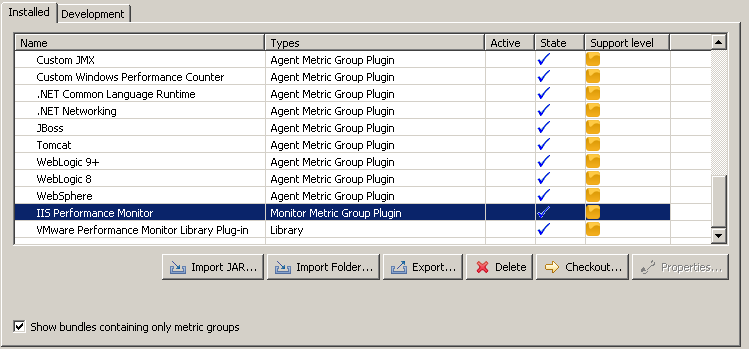 Installed Development
Name Types Active State Support level
Custom JMX Agent Metric Group Plugin
Custom Windows Performance Counter Agent Metric Group Plugin
.NET Common Language Runtime Agent Metric Group Plugin
.NET Networking Agent Metric Group Plugin
JBoss Agent Metric Group Plugin
Tomcat Agent Metric Group Plugin
WebLogic 9+ Agent Metric Group Plugin
WebLogic 8 Agent Metric Group Plugin
WebSphere Agent Metric Group Plugin
IIS Performance Monitor Monitor Metric Group Plugin
VMware Performance Monitor Library Plug-in Library
Import JAR... Import Folder... Export... Delete Checkout... Properties...
Show bundles containing only metric groups